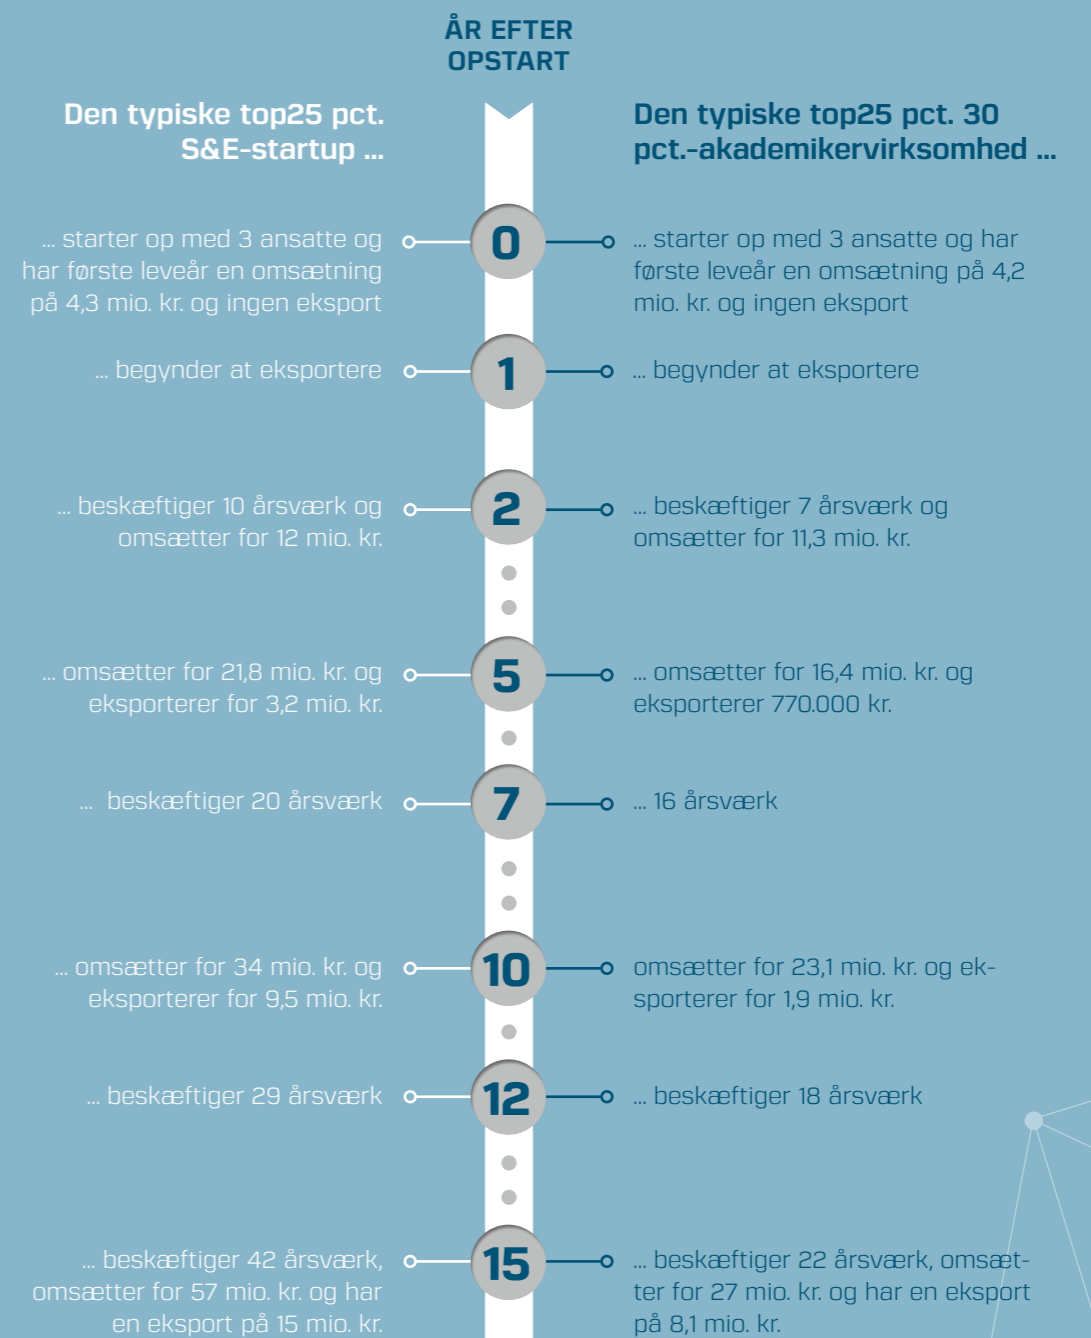 ÅR EFTER
OPSTART
Den typiske top25 pct.
S&E-startup ...
Den typiske top25 pct. 30
pct.-akademikervirksomhed ...
... starter op med 3 ansatte og
har første leveår en omsætning
på 4,3 mio. kr. og ingen eksport
0
... starter op med 3 ansatte og har
første leveår en omsætning på 4,2
mio. kr. og ingen eksport
... begynder at eksportere
1
... begynder at eksportere
... beskæftiger 10 årsværk og
omsætter for 12 mio. kr.
2
... beskæftiger 7 årsværk og
omsætter for 11,3 mio. kr.
... omsætter for 21,8 mio. kr. og
eksporterer for 3,2 mio. kr.
5
... omsætter for 16,4 mio. kr. og
eksporterer 770.000 kr.
... beskæftiger 20 årsværk
7
... 16 årsværk
... omsætter for 34 mio. kr. og
eksporterer for 9,5 mio. kr.
10
omsætter for 23,1 mio. kr. og ek-
sporterer for 1,9 mio. kr.
... beskæftiger 29 årsværk
12
... beskæftiger 18 årsværk
... beskæftiger 42 årsværk,
omsætter for 57 mio. kr. og har
en eksport på 15 mio. kr.
15
... beskæftiger 22 årsværk, omsæt-
ter for 27 mio. kr. og har en eksport
på 8,1 mio. kr.